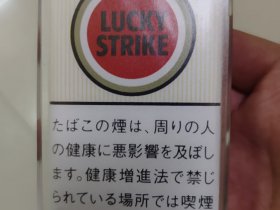 LUCKY
STRIKE
たばこの煙は、周りの人
の健康に悪影響を及ぼし
ます。健康増進法で禁じ
られている場所では喫煙